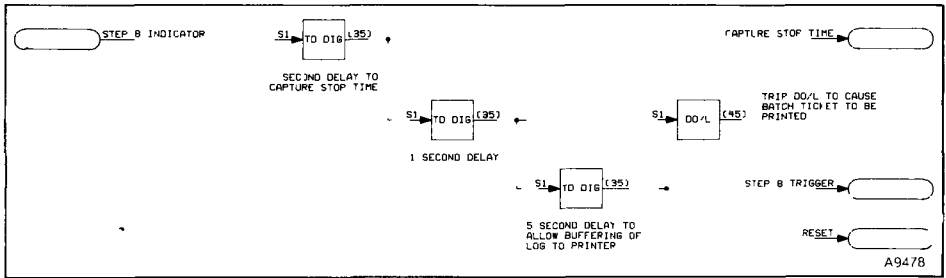 STEP 8 INDICATOR
S1 TD DIG (35)
CAPTURE STOP TIME
SECOND DELAY TO
CAPTURE STOP TIME
S1 TD DIG (35)
1 SECOND DELAY
S1 DO/L (45)
TRIP DO/L TO CAUSE
BATCH TICKET TO BE
PRINTED
S1 TD DIG (35)
5 SECOND DELAY TO
ALLOW BUFFERING OF
LOG TO PRINTER
STEP 8 TRIGGER
RESET
A9478